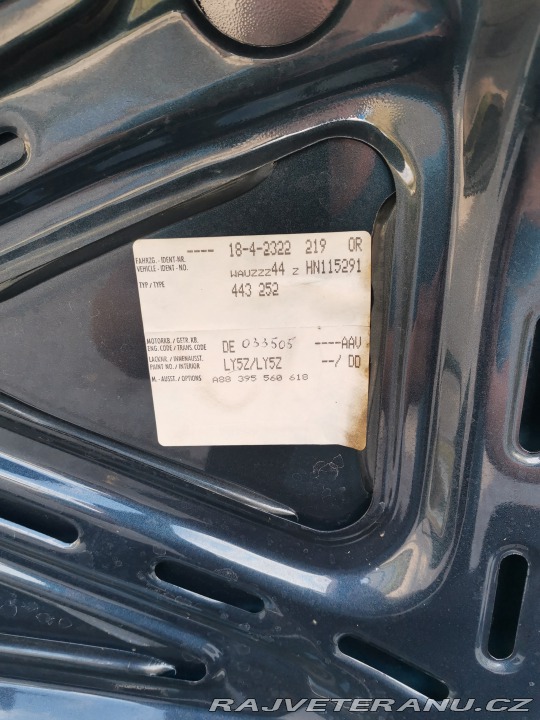 ---- 18-4-2322 219 OR
FAHRZG. - IDENT-NR.
VEHICLE - IDENT - NO. WAUZZZ44 Z HN115291
TYP / TYPE 443 252
MOTORKB. / GETR. KB.
ENG. CODE / TRANS. CODE DE 033505 ----AAV
LACKNR. / INNENAUSST.
PAINT NO. / INTERIOR LY5Z/LY5Z --/ DD
M.- AUSST. / OPTIONS A88 395 560 618
RAJVETERANU.CZ